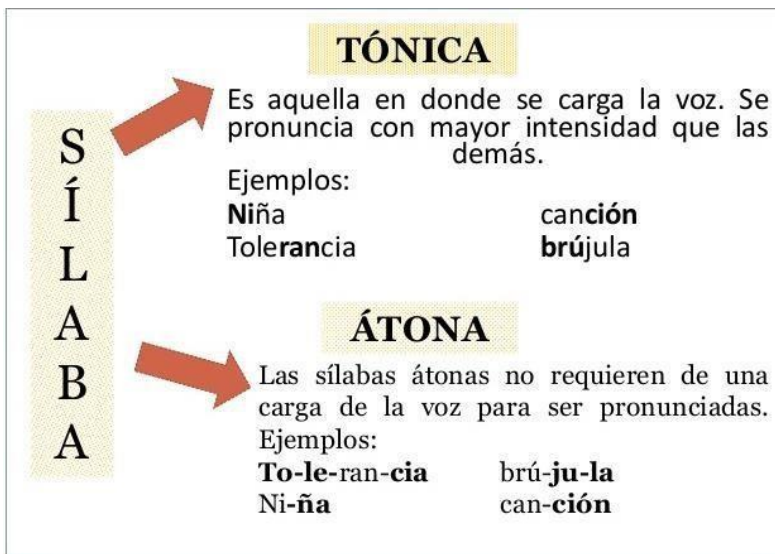 SÍLABA
TÓNICA
Es aquella en donde se carga la voz. Se
pronuncia con mayor intensidad que las
demás.
Ejemplos:
Niña canción
Tolerancia brújula
ÁTONA
Las sílabas átonas no requieren de una
carga de la voz para ser pronunciadas.
Ejemplos:
To-le-ran-cia brú-ju-la
Ni-ña can-ción